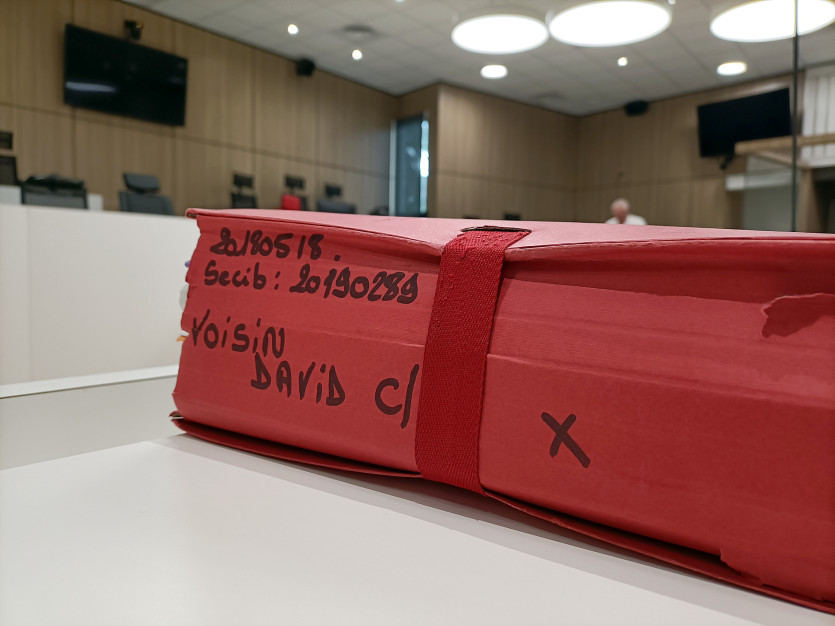 20180518.
Secib: 20190289
VOISIN
DAVID C/
X